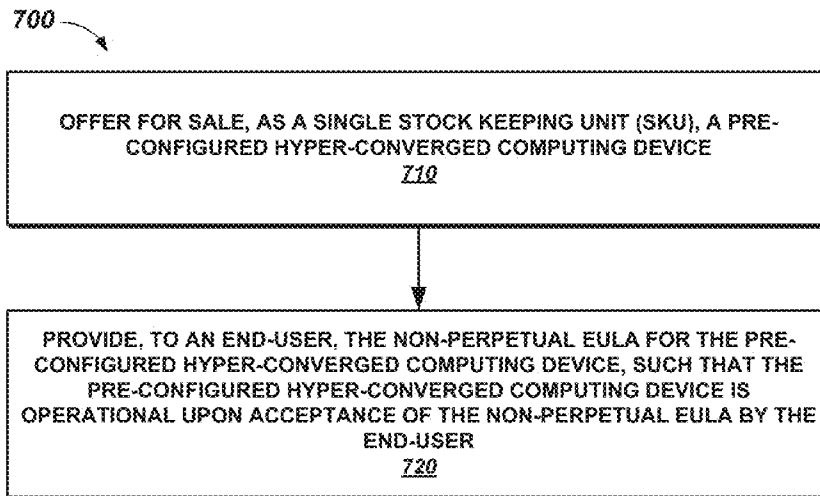 700
OFFER FOR SALE, AS A SINGLE STOCK KEEPING UNIT (SKU), A PRE-
CONFIGURED HYPER-CONVERGED COMPUTING DEVICE
710
PROVIDE, TO AN END-USER, THE NON-PERPETUAL EULA FOR THE PRE-
CONFIGURED HYPER-CONVERGED COMPUTING DEVICE, SUCH THAT THE
PRE-CONFIGURED HYPER-CONVERGED COMPUTING DEVICE IS
OPERATIONAL UPON ACCEPTANCE OF THE NON-PERPETUAL EULA BY THE
END-USER
720